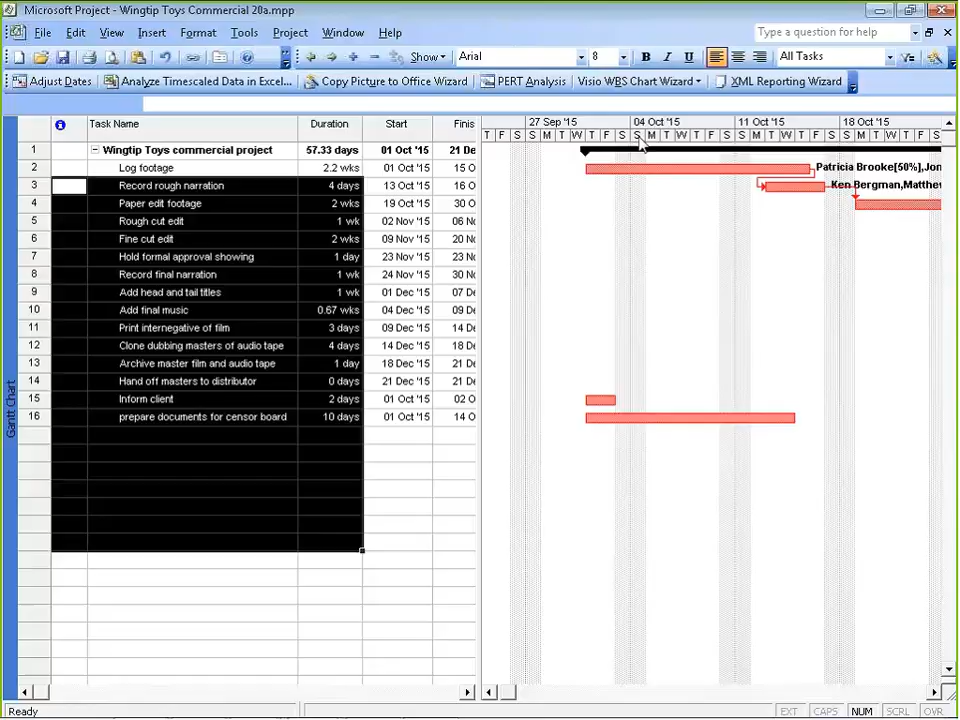 Microsoft Project - Wingtip Toys Commercial 20a.mpp
File Edit View Insert Format Tools Project Window Help Type a question for help
Show Arial 8 B I U All Tasks
Adjust Dates Analyze Timescaled Data in Excel... Copy Picture to Office Wizard PERT Analysis Visio WBS Chart Wizard XML Reporting Wizard
Task Name Duration Start Finis 27 Sep '15 04 Oct '15 11 Oct '15 18 Oct '15
T F S S M T W T F S S M T W T F S S M T W T F S S M T W T F S
1 Wingtip Toys commercial project 57.33 days 01 Oct '15 21 De
2 Log footage 2.2 wks 01 Oct '15 15 O Patricia Brooke[50%],Jon
3 Record rough narration 4 days 13 Oct '15 16 O Ken Bergman,Matthew
4 Paper edit footage 2 wks 19 Oct '15 30 O
5 Rough cut edit 1 wk 02 Nov '15 06 N
6 Fine cut edit 2 wks 09 Nov '15 20 N
7 Hold formal approval showing 1 day 23 Nov '15 23 N
8 Record final narration 1 wk 24 Nov '15 30 N
9 Add head and tail titles 1 wk 01 Dec '15 07 De
10 Add final music 0.67 wks 04 Dec '15 09 De
11 Print internegative of film 3 days 09 Dec '15 14 De
12 Clone dubbing masters of audio tape 4 days 14 Dec '15 18 De
13 Archive master film and audio tape 1 day 18 Dec '15 21 De
14 Hand off masters to distributor 0 days 21 Dec '15 21 De
15 Inform client 2 days 01 Oct '15 02 O
16 prepare documents for censor board 10 days 01 Oct '15 14 O
Gantt Chart
Ready EXT CAPS NUM SCRL OVR